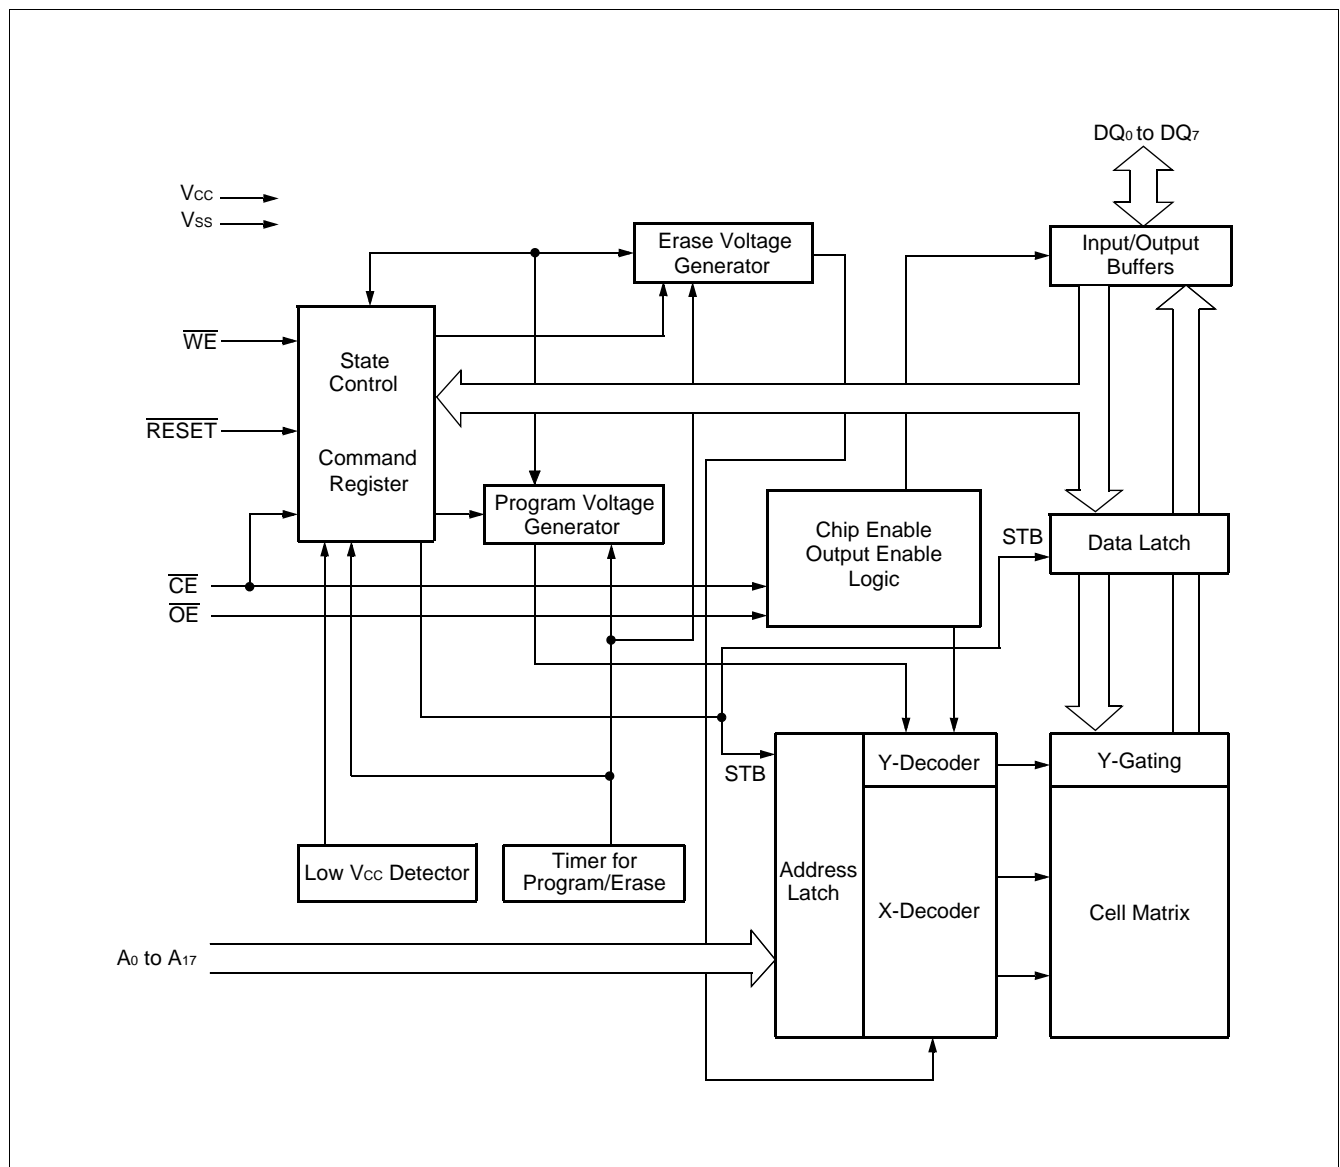 DQ0 to DQ7
VCC
VSS
Erase Voltage
Generator
Input/Output
Buffers
WE
State
Control
RESET
Command
Register
Program Voltage
Generator
Chip Enable
Output Enable
Logic
STB
Data Latch
CE
OE
STB
Y-Decoder
Y-Gating
Low VCC Detector
Timer for
Program/Erase
Address
Latch
X-Decoder
Cell Matrix
A0 to A17